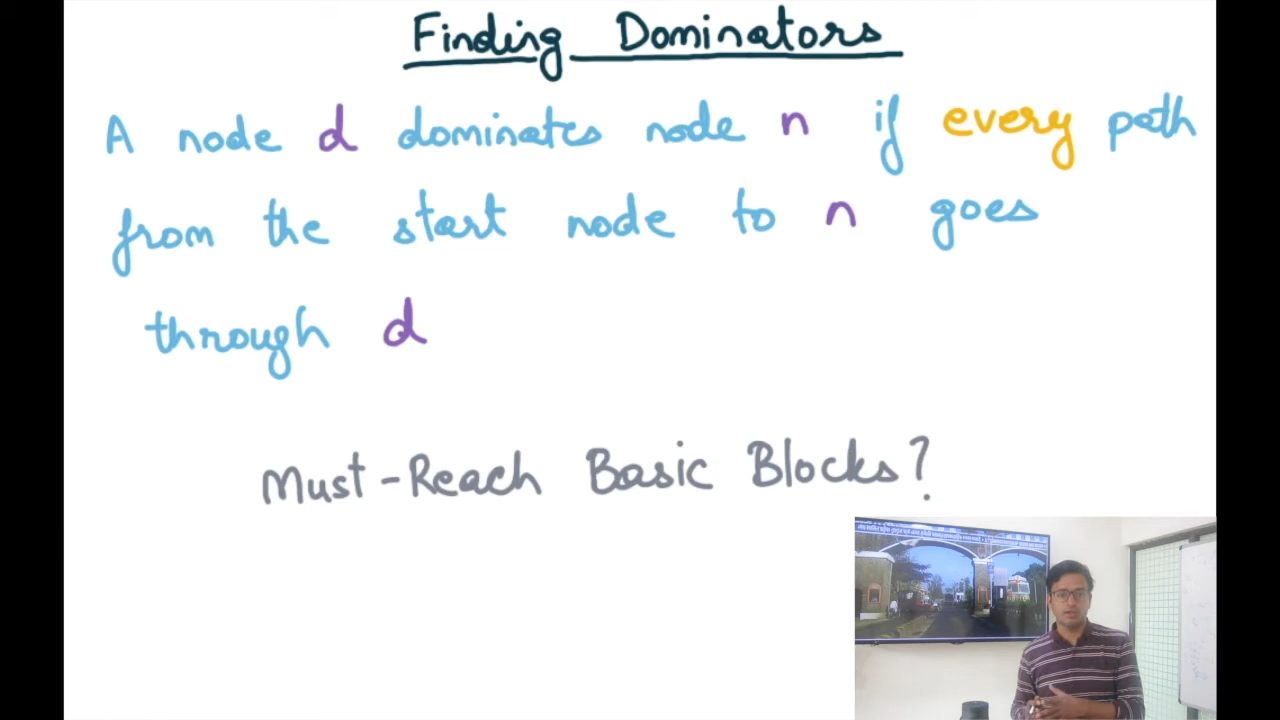 Finding Dominators
A node d dominates node n if every path
from the start node to n goes
through d
Must-Reach Basic Blocks?